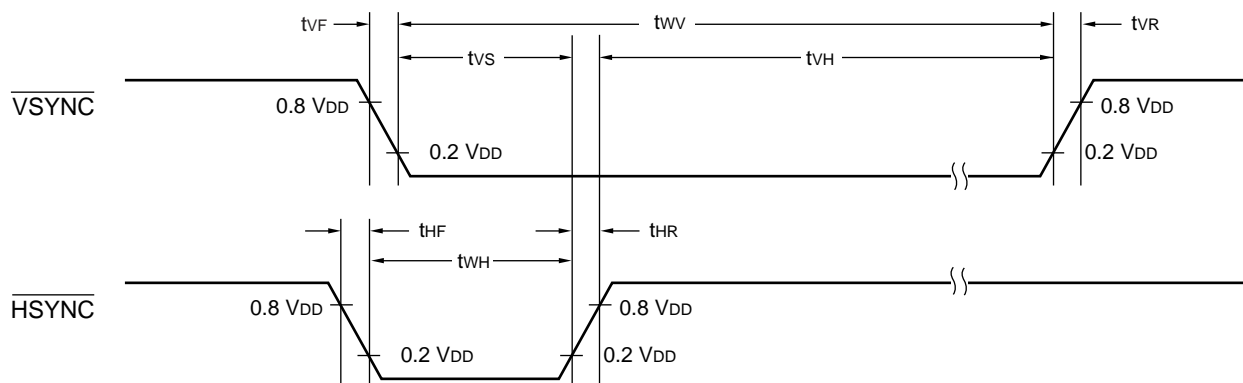 tVF tWV tVR
tVS tVH
VSYNC
0.8 VDD 0.8 VDD
0.2 VDD 0.2 VDD
tHF tHR
tWH
HSYNC
0.8 VDD 0.8 VDD
0.2 VDD 0.2 VDD